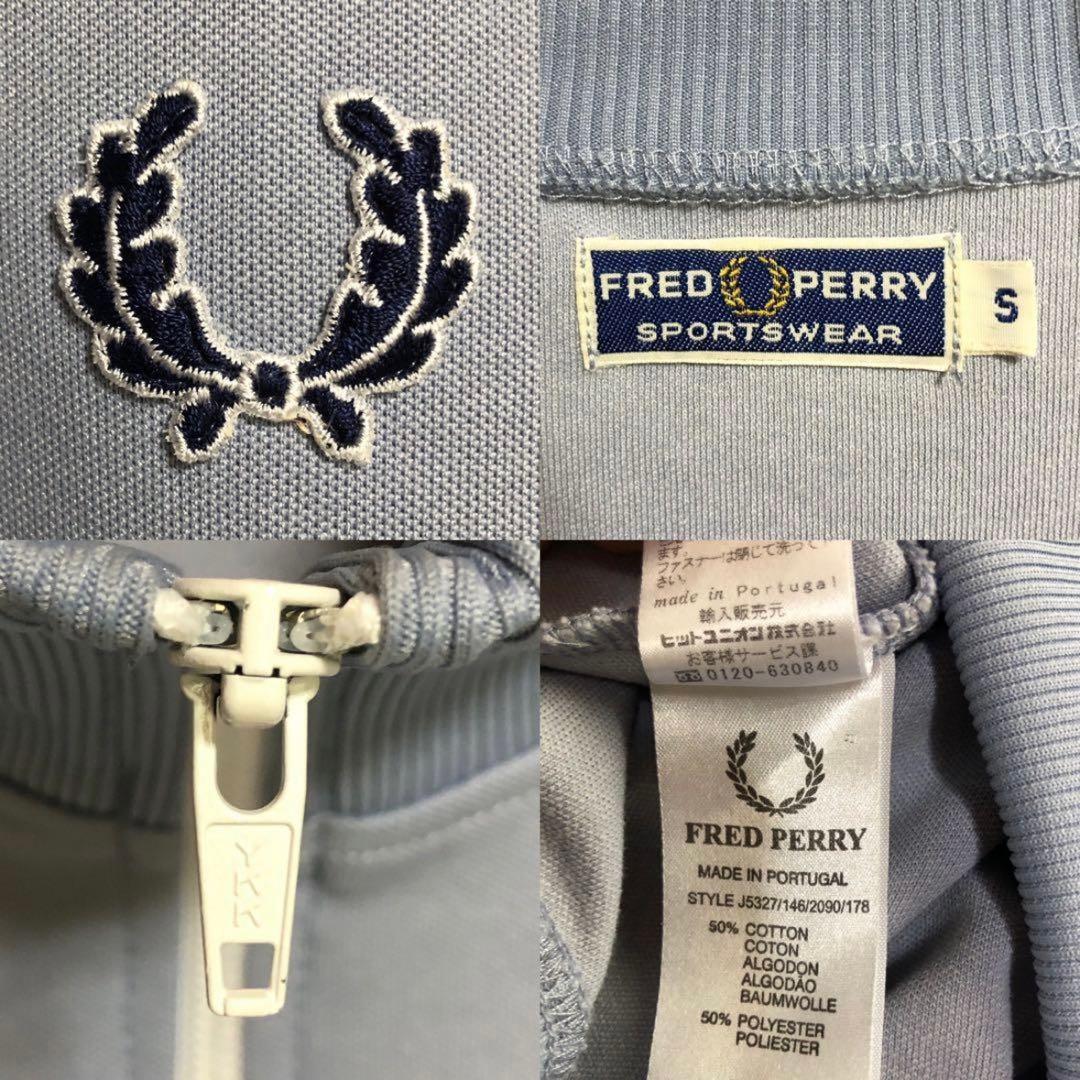 FRED PERRY
SPORTSWEAR
S
YKK
ます。
ファスナーは閉じて洗って
さい。
made in Portugal
輸入販売元
ヒットユニオン株式会社
お客様サービス課
☎ 0120-630840
FRED PERRY
MADE IN PORTUGAL
STYLE J5327/146/2090/178
50% COTTON
COTON
ALGODON
ALGODÃO
BAUMWOLLE
50% POLYESTER
POLIESTER